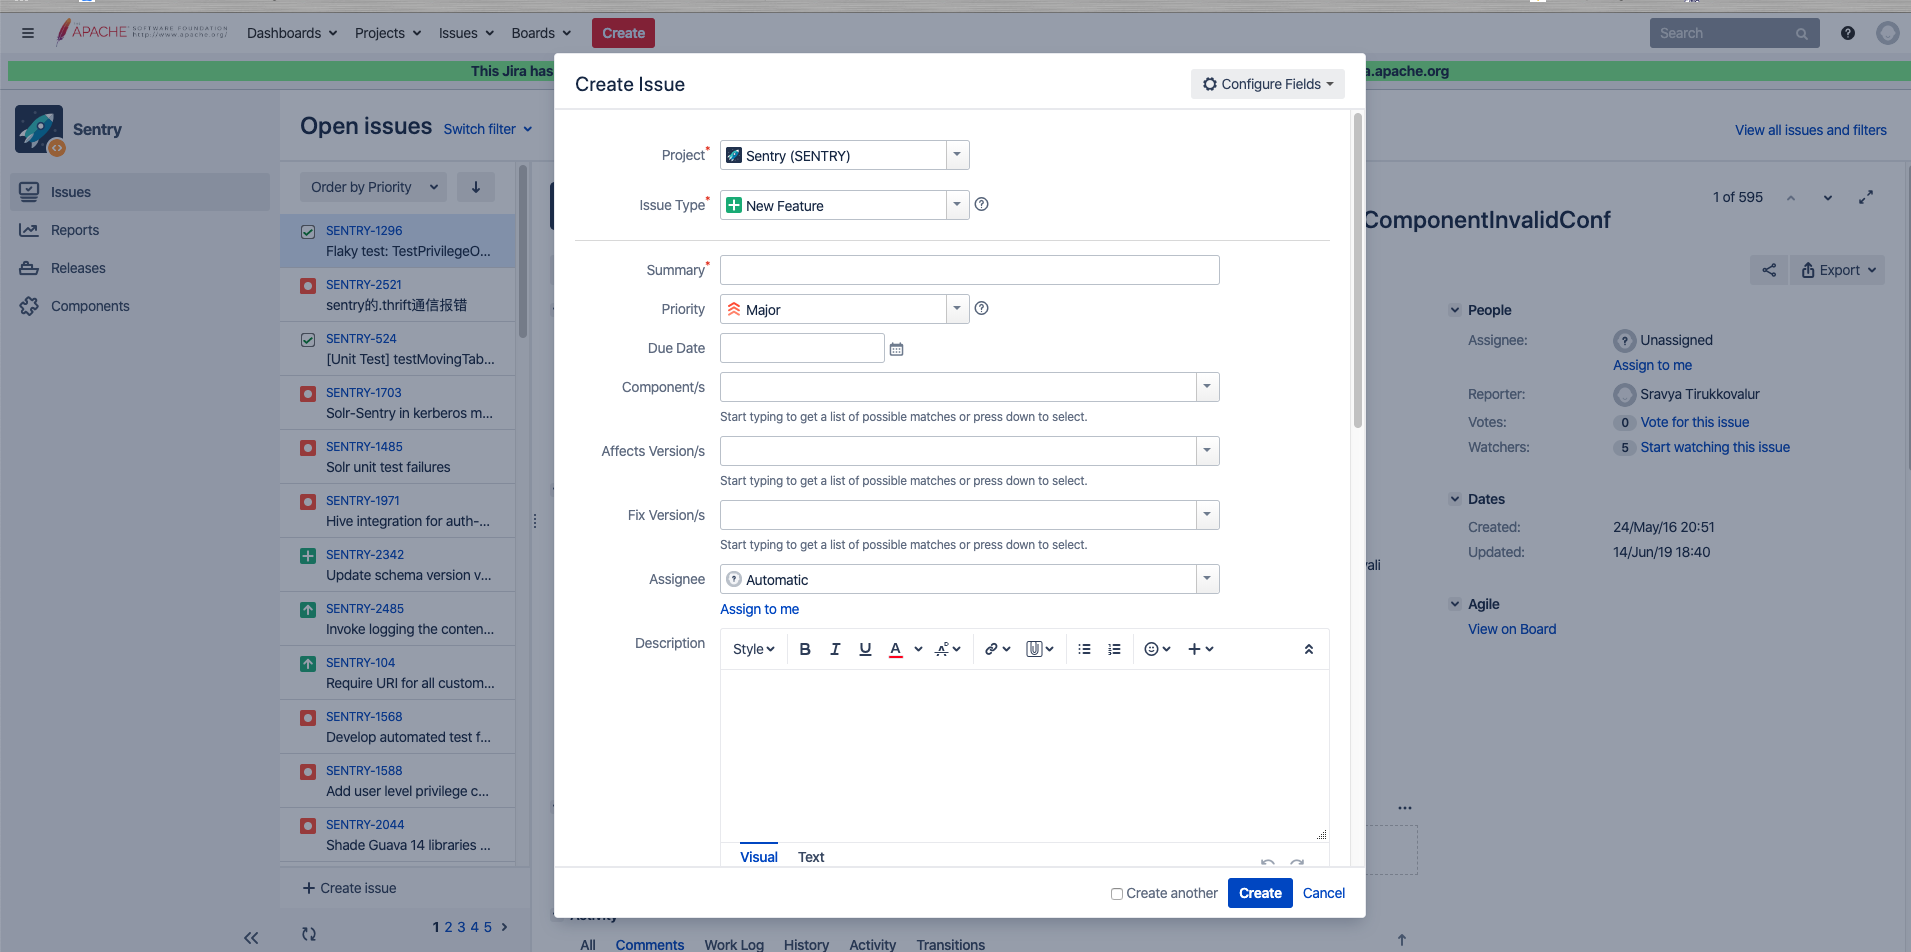 THE APACHE SOFTWARE FOUNDATION http://www.apache.org/
Dashboards Projects Issues Boards Create Search
This Jira has a.apache.org
Sentry
Issues
Reports
Releases
Components
Open issues Switch filter
View all issues and filters
Order by Priority
SENTRY-1296
Flaky test: TestPrivilegeO...
SENTRY-2521
sentry的.thrift通信报错
SENTRY-524
[Unit Test] testMovingTab...
SENTRY-1703
Solr-Sentry in kerberos m...
SENTRY-1485
Solr unit test failures
SENTRY-1971
Hive integration for auth-...
SENTRY-2342
Update schema version v...
SENTRY-2485
Invoke logging the conten...
SENTRY-104
Require URI for all custom...
SENTRY-1568
Develop automated test f...
SENTRY-1588
Add user level privilege c...
SENTRY-2044
Shade Guava 14 libraries ...
+ Create issue
1 2 3 4 5
Create Issue
Configure Fields
Project*
Sentry (SENTRY)
Issue Type*
New Feature
Summary*
Priority
Major
Due Date
Component/s
Start typing to get a list of possible matches or press down to select.
Affects Version/s
Start typing to get a list of possible matches or press down to select.
Fix Version/s
Start typing to get a list of possible matches or press down to select.
Assignee
Automatic
Assign to me
Description
Style B I U A
Visual Text
Create another Create Cancel
1 of 595
ComponentInvalidConf
Export
People
Assignee: Unassigned
Assign to me
Reporter: Sravya Tirukkovalur
Votes: 0 Vote for this issue
Watchers: 5 Start watching this issue
Dates
Created: 24/May/16 20:51
Updated: 14/Jun/19 18:40
vali
Agile
View on Board
Activity
All Comments Work Log History Activity Transitions